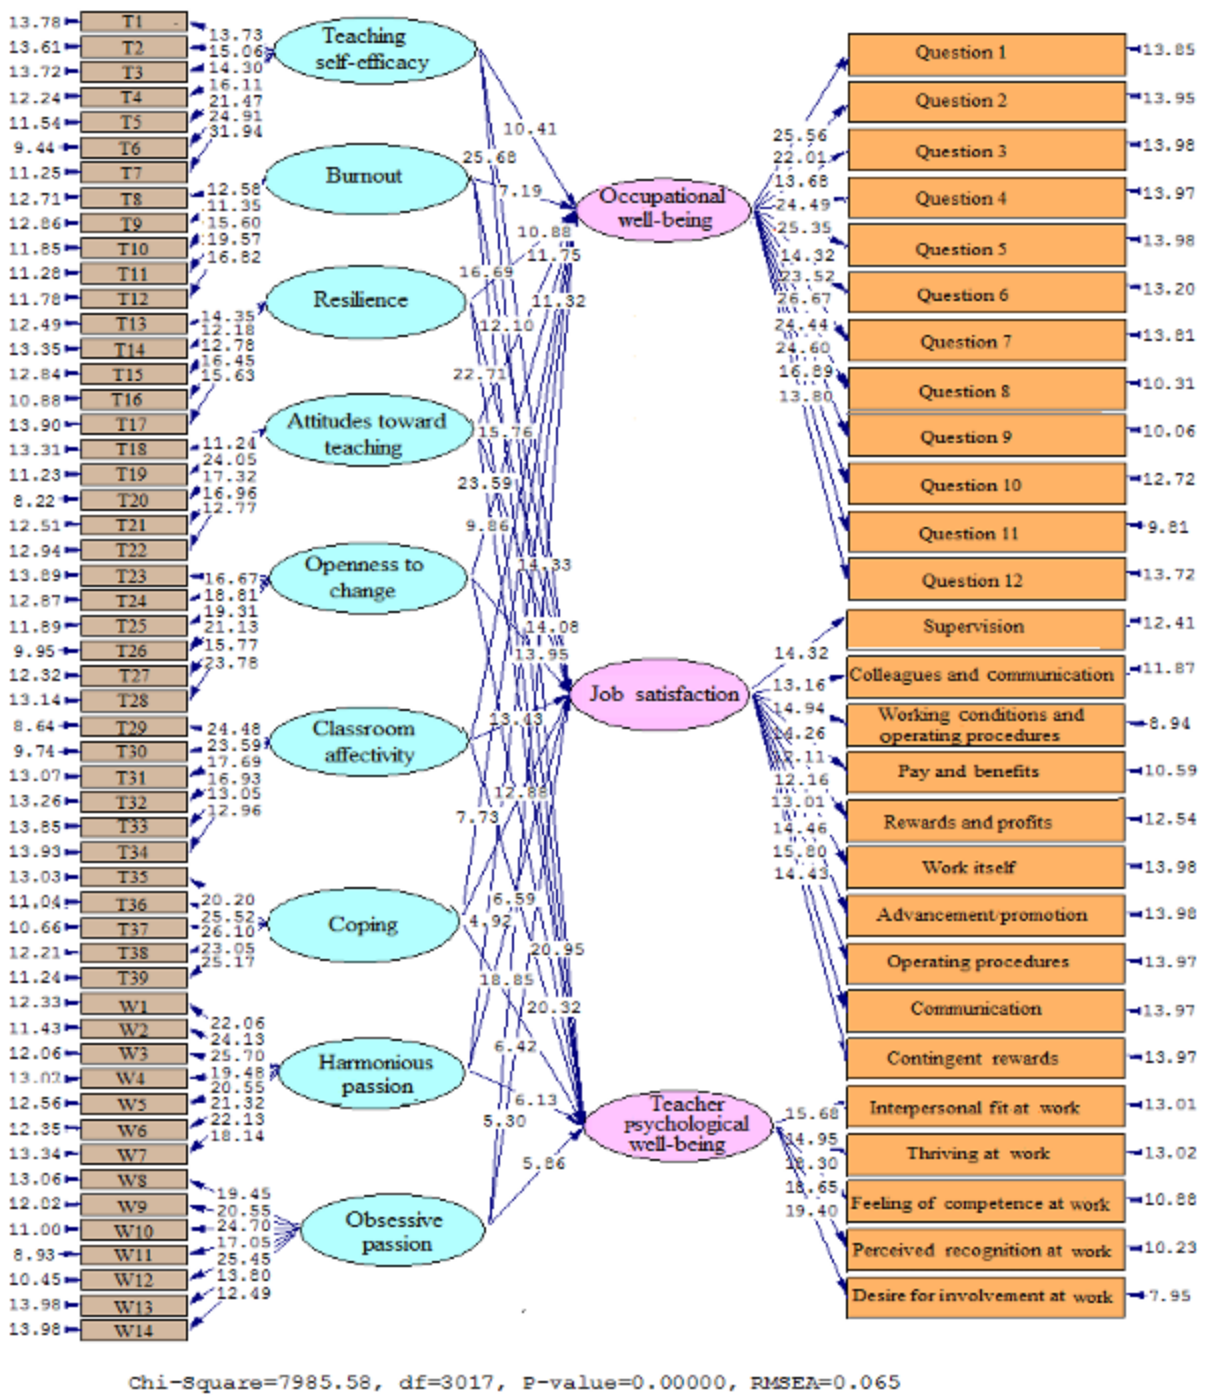 13.78 T1
13.61 T2
13.72 T3
12.24 T4
11.54 T5
9.44 T6
11.25 T7
12.71 T8
12.86 T9
11.85 T10
11.28 T11
11.78 T12
12.49 T13
13.35 T14
12.84 T15
10.88 T16
13.90 T17
13.31 T18
11.23 T19
8.22 T20
12.51 T21
12.94 T22
13.89 T23
12.87 T24
11.89 T25
9.95 T26
12.32 T27
13.14 T28
8.64 T29
9.74 T30
13.07 T31
13.26 T32
13.85 T33
13.93 T34
13.03 T35
11.04 T36
10.66 T37
12.21 T38
11.24 T39
12.33 W1
11.43 W2
12.06 W3
13.07 W4
12.56 W5
12.35 W6
13.34 W7
13.06 W8
12.02 W9
11.00 W10
8.93 W11
10.45 W12
13.98 W13
13.98 W14
13.73
15.06
14.30
16.11
21.47
24.91
31.94
12.58
11.35
15.60
19.57
16.82
14.35
12.18
12.78
16.45
15.63
11.24
24.05
17.32
16.96
12.77
16.67
18.81
19.31
21.13
15.77
23.78
24.48
23.59
17.69
16.93
13.05
12.96
20.20
25.52
26.10
23.05
25.17
22.06
24.13
25.70
19.48
20.55
21.32
22.13
18.14
19.45
20.55
24.70
17.05
25.45
13.80
12.49
Teaching
self-efficacy
Burnout
Resilience
Attitudes toward
teaching
Openness to
change
Classroom
affectivity
Coping
Harmonious
passion
Obsessive
passion
10.41
25.68
7.19
10.88
11.75
16.69
11.32
12.10
22.71
15.76
23.59
9.86
14.33
14.08
13.95
13.43
12.88
7.73
6.59
4.92
20.95
18.85
20.32
6.42
6.13
5.30
5.86
Occupational
well-being
Job satisfaction
Teacher
psychological
well-being
25.56
22.01
13.68
24.49
25.35
14.32
23.52
26.67
24.44
24.60
16.89
13.80
14.32
13.16
14.94
14.26
12.16
13.01
14.46
15.80
14.43
15.68
14.95
18.65
19.40
Question 1 13.85
Question 2 13.95
Question 3 13.98
Question 4 13.97
Question 5 13.98
Question 6 13.20
Question 7 13.81
Question 8 10.31
Question 9 10.06
Question 10 12.72
Question 11 9.81
Question 12 13.72
Supervision 12.41
Colleagues and communication 11.87
Working conditions and
operating procedures 8.94
Pay and benefits 10.59
Rewards and profits 12.54
Work itself 13.98
Advancement/promotion 13.98
Operating procedures 13.97
Communication 13.97
Contingent rewards 13.97
Interpersonal fit at work 13.01
Thriving at work 13.02
Feeling of competence at work 10.88
Perceived recognition at work 10.23
Desire for involvement at work 7.95
Chi-Square=7985.58, df=3017, P-value=0.00000, RMSEA=0.065